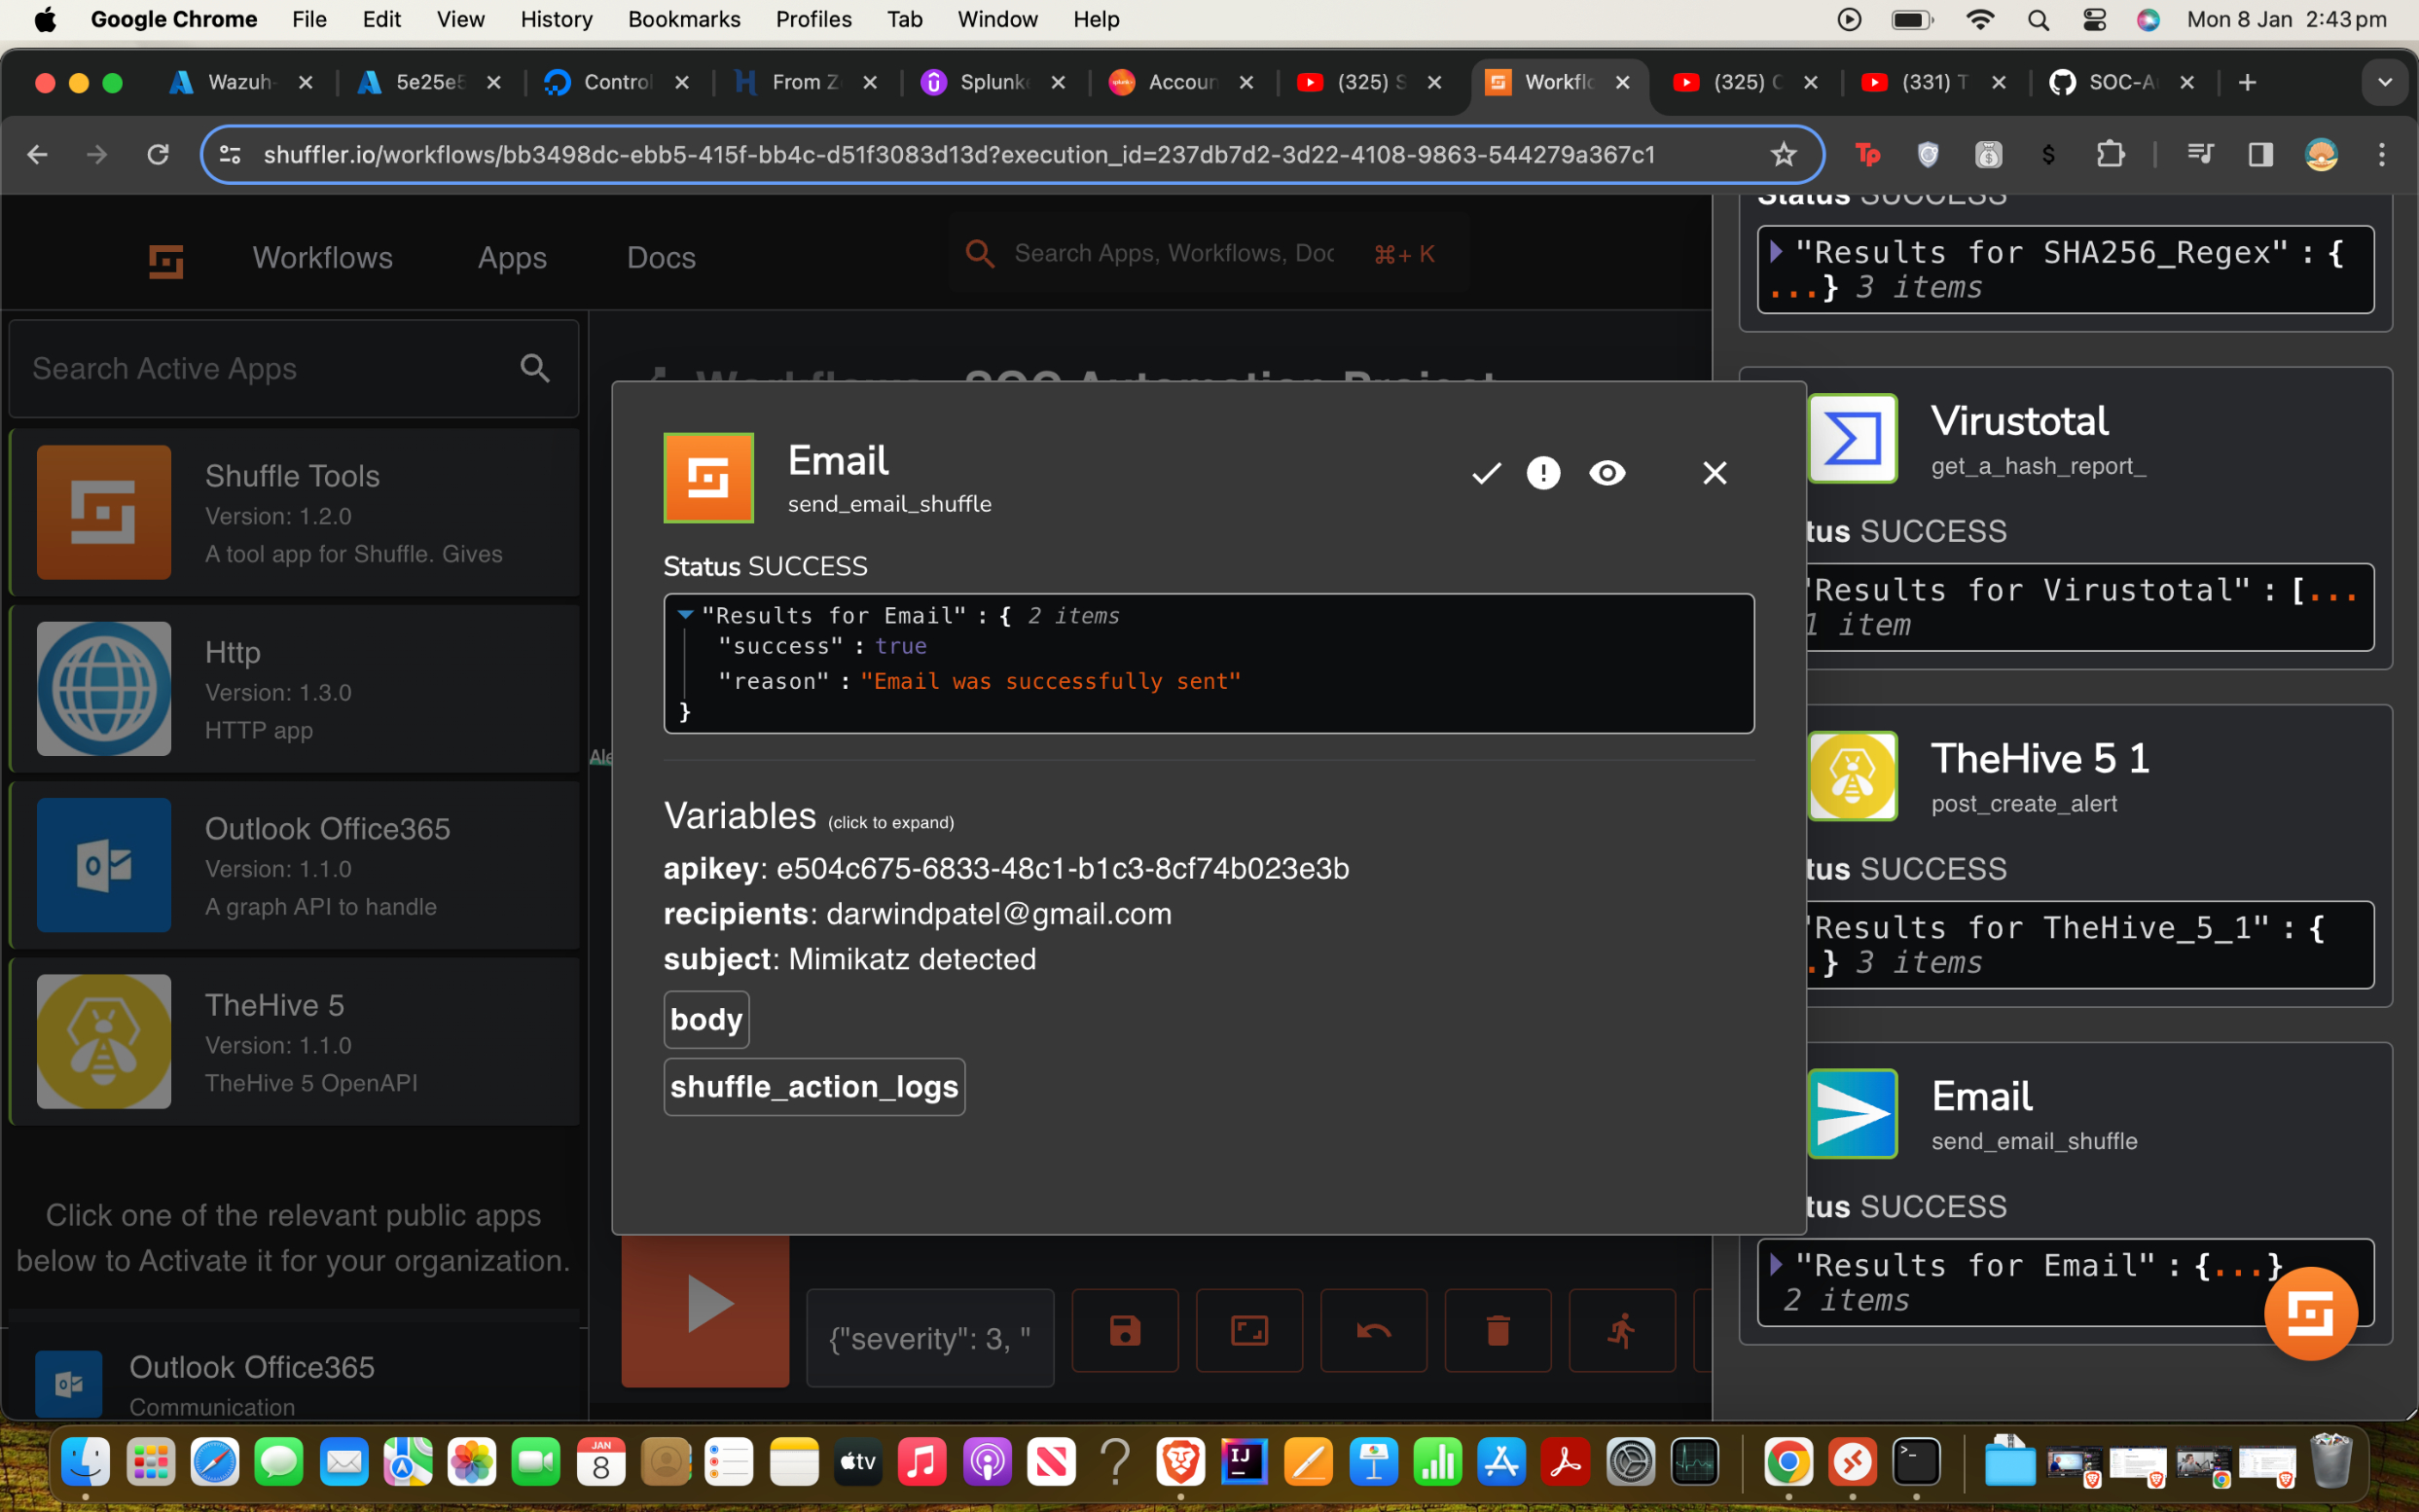 Google Chrome File Edit View History Bookmarks Profiles Tab Window Help Mon 8 Jan 2:43 pm
Wazuh- 5e25e5 Control From Z Splunk Accoun (325) S Workflo (325) C (331) T SOC-A
shuffler.io/workflows/bb3498dc-ebb5-415f-bb4c-d51f3083d13d?execution_id=237db7d2-3d22-4108-9863-544279a367c1
Workflows Apps Docs
Search Apps, Workflows, Doc ⌘+ K
Search Active Apps
Shuffle Tools
Version: 1.2.0
A tool app for Shuffle. Gives
Http
Version: 1.3.0
HTTP app
Outlook Office365
Version: 1.1.0
A graph API to handle
TheHive 5
Version: 1.1.0
TheHive 5 OpenAPI
Click one of the relevant public apps
below to Activate it for your organization.
Outlook Office365
Communication
Workflows SOC Automation Project
Ale
Email
send_email_shuffle
Status SUCCESS
"Results for Email" : { 2 items
"success" : true
"reason" : "Email was successfully sent"
}
Variables (click to expand)
apikey: e504c675-6833-48c1-b1c3-8cf74b023e3b
recipients: darwindpatel@gmail.com
subject: Mimikatz detected
body
shuffle_action_logs
{"severity": 3, "
Status SUCCESS
"Results for SHA256_Regex" : {
...} 3 items
Virustotal
get_a_hash_report_
tus SUCCESS
"Results for Virustotal" : [...
1 item
TheHive 5 1
post_create_alert
tus SUCCESS
"Results for TheHive_5_1" : {
.} 3 items
Email
send_email_shuffle
tus SUCCESS
"Results for Email" : {...}
2 items
JAN
8
tv